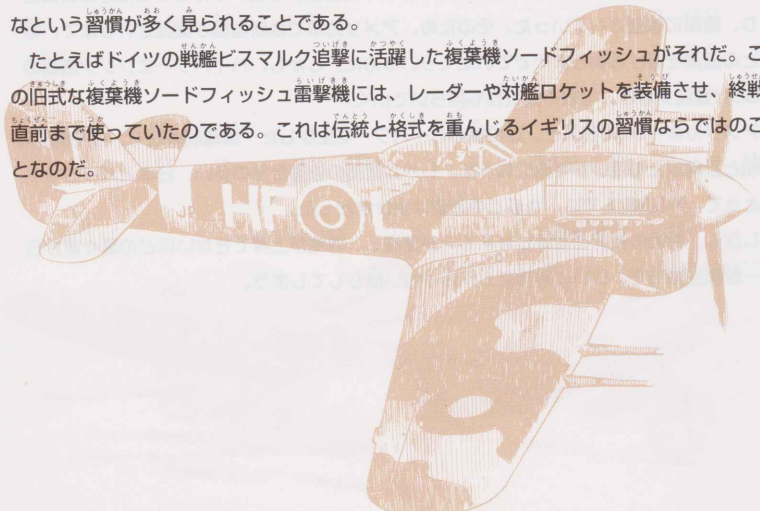 なという習慣が多く見られることである。
たとえばドイツの戦艦ビスマルク追撃に活躍した複葉機ソードフィッシュがそれだ。こ
の旧式な複葉機ソードフィッシュ雷撃機には、レーダーや対艦ロケットを装備させ、終戦
直前まで使っていたのである。これは伝統と格式を重んじるイギリスの習慣ならではのこ
となのだ。
HF L